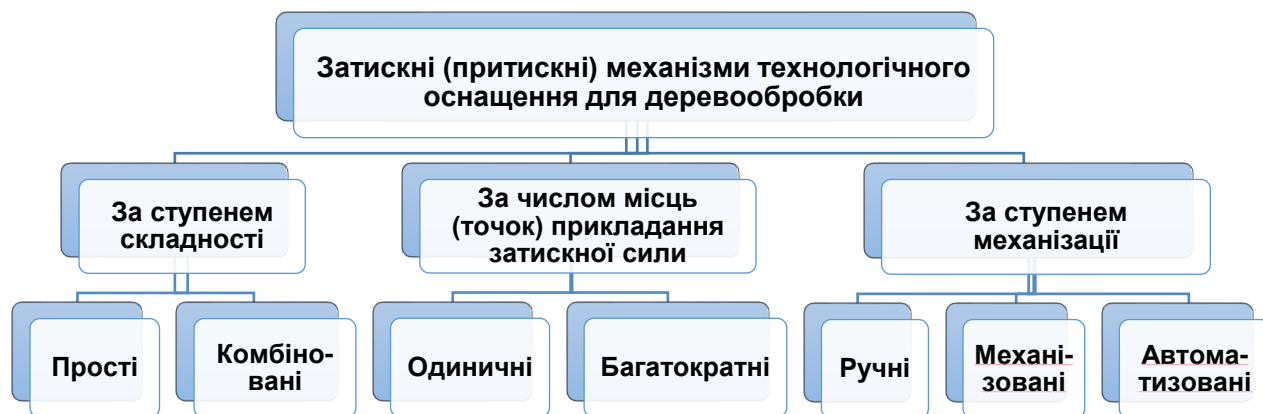 Затискні (притискні) механізми технологічного
оснащення для деревообробки
За ступенем
складності
За числом місць
(точок) прикладання
затискної сили
За ступенем
механізації
Прості
Комбіно-
вані
Одиничні
Багатократні
Ручні
Механі-
зовані
Автома-
тизовані